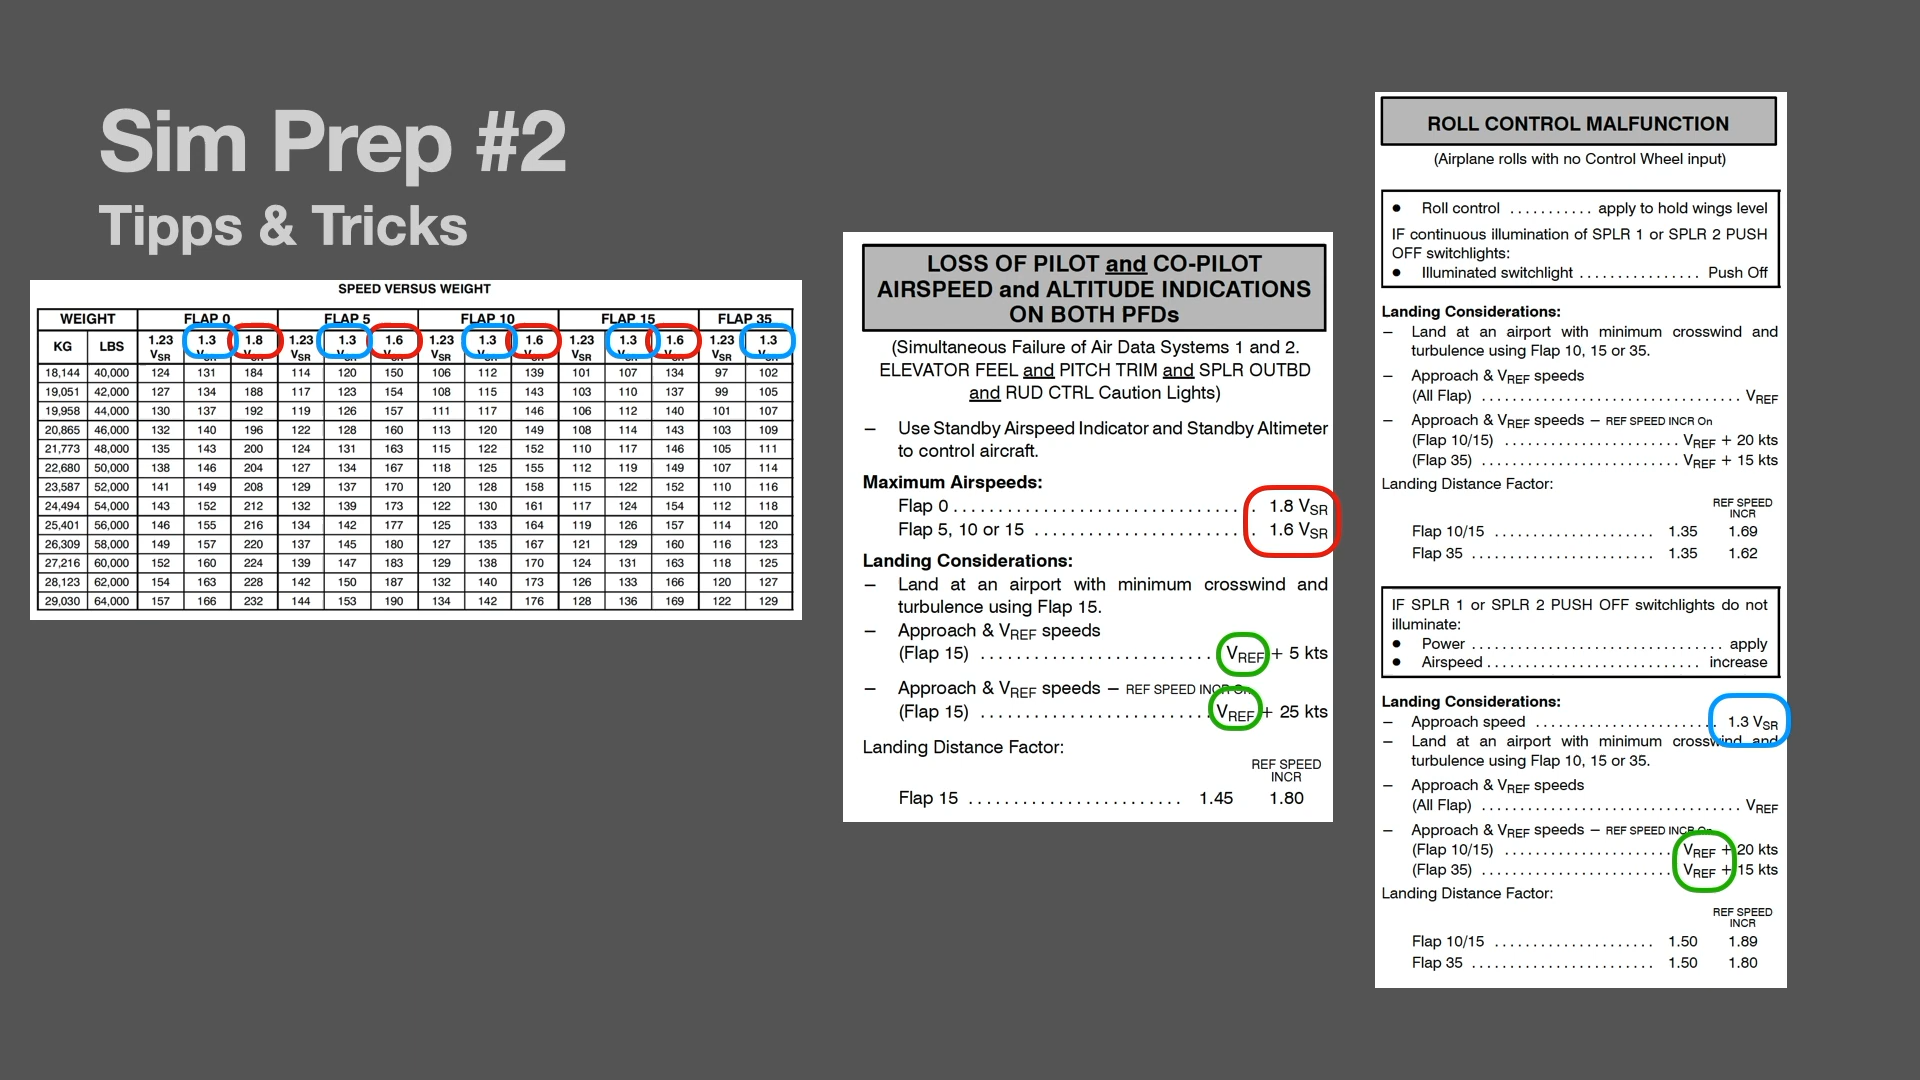 Sim Prep #2
Tipps & Tricks
SPEED VERSUS WEIGHT
WEIGHT FLAP 0 FLAP 5 FLAP 10 FLAP 15 FLAP 35
KG LBS 1.23 VSR 1.3 VSR 1.8 VSR 1.23 VSR 1.3 VSR 1.6 VSR 1.23 VSR 1.3 VSR 1.6 VSR 1.23 VSR 1.3 VSR 1.6 VSR 1.23 VSR 1.3 VSR
18,144 40,000 124 131 184 114 120 150 106 112 139 101 107 134 97 102
19,051 42,000 127 134 188 117 123 154 108 115 143 103 110 137 99 105
19,958 44,000 130 137 192 119 126 157 111 117 146 106 112 140 101 107
20,865 46,000 132 140 196 122 128 160 113 120 149 108 114 143 103 109
21,773 48,000 135 143 200 124 131 163 115 122 152 110 117 146 105 111
22,680 50,000 138 146 204 127 134 167 118 125 155 112 119 149 107 114
23,587 52,000 141 149 208 129 137 170 120 128 158 115 122 152 110 116
24,494 54,000 143 152 212 132 139 173 122 130 161 117 124 154 112 118
25,401 56,000 146 155 216 134 142 177 125 133 164 119 126 157 114 120
26,309 58,000 149 157 220 137 145 180 127 135 167 121 129 160 116 123
27,216 60,000 152 160 224 139 147 183 129 138 170 124 131 163 118 125
28,123 62,000 154 163 228 142 150 187 132 140 173 126 133 166 120 127
29,030 64,000 157 166 232 144 153 190 134 142 176 128 136 169 122 129
LOSS OF PILOT and CO-PILOT
AIRSPEED and ALTITUDE INDICATIONS
ON BOTH PFDs
(Simultaneous Failure of Air Data Systems 1 and 2.
ELEVATOR FEEL and PITCH TRIM and SPLR OUTBD
and RUD CTRL Caution Lights)
– Use Standby Airspeed Indicator and Standby Altimeter
to control aircraft.
Maximum Airspeeds:
Flap 0 ................................ 1.8 VSR
Flap 5, 10 or 15 ........................ 1.6 VSR
Landing Considerations:
– Land at an airport with minimum crosswind and
turbulence using Flap 15.
– Approach & VREF speeds
(Flap 15) .......................... VREF + 5 kts
– Approach & VREF speeds – REF SPEED INCR On
(Flap 15) ......................... VREF + 25 kts
Landing Distance Factor:
REF SPEED
INCR
Flap 15 ........................ 1.45 1.80
ROLL CONTROL MALFUNCTION
(Airplane rolls with no Control Wheel input)
• Roll control ........... apply to hold wings level
IF continuous illumination of SPLR 1 or SPLR 2 PUSH
OFF switchlights:
• Illuminated switchlight ................ Push Off
Landing Considerations:
– Land at an airport with minimum crosswind and
turbulence using Flap 10, 15 or 35.
– Approach & VREF speeds
(All Flap) .................................. VREF
– Approach & VREF speeds – REF SPEED INCR On
(Flap 10/15) ....................... VREF + 20 kts
(Flap 35) .......................... VREF + 15 kts
Landing Distance Factor:
REF SPEED
INCR
Flap 10/15 ...................... 1.35 1.69
Flap 35 ......................... 1.35 1.62
IF SPLR 1 or SPLR 2 PUSH OFF switchlights do not
illuminate:
• Power ................................. apply
• Airspeed ............................ increase
Landing Considerations:
– Approach speed ........................ 1.3 VSR
– Land at an airport with minimum crosswind and
turbulence using Flap 10, 15 or 35.
– Approach & VREF speeds
(All Flap) .................................. VREF
– Approach & VREF speeds – REF SPEED INCR On
(Flap 10/15) ....................... VREF + 20 kts
(Flap 35) .......................... VREF + 15 kts
Landing Distance Factor:
REF SPEED
INCR
Flap 10/15 ...................... 1.50 1.89
Flap 35 ......................... 1.50 1.80